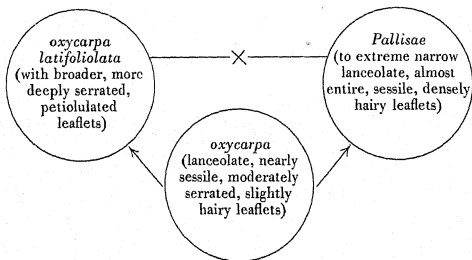 oxycarpa
latifoliolata
(with broader, more
deeply serrated,
petiolulated
leaflets)
Pallisae
(to extreme narrow
lanceolate, almost
entire, sessile, densely
hairy leaflets)
oxycarpa
(lanceolate, nearly
sessile, moderately
serrated, slightly
hairy leaflets)